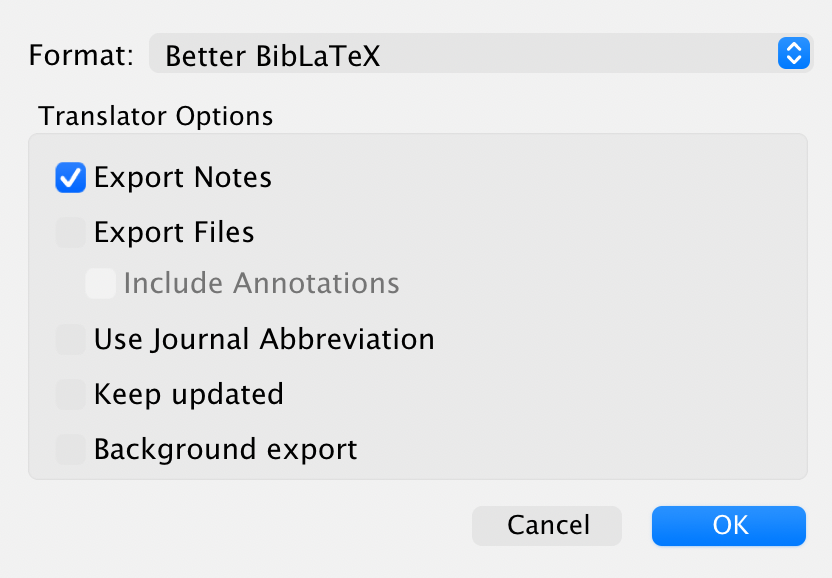 Format: Better BibLaTeX
Translator Options
Export Notes
Export Files
Include Annotations
Use Journal Abbreviation
Keep updated
Background export
Cancel OK